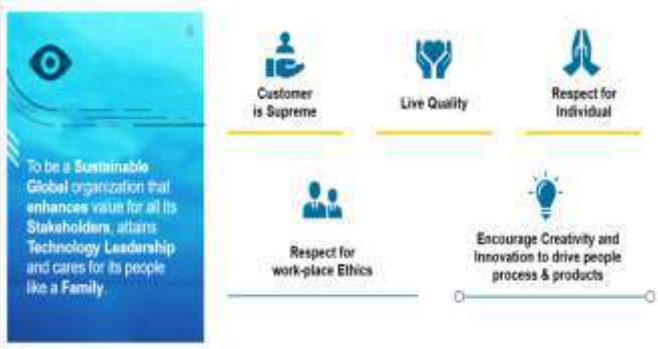 To be a Sustainable
Global organization that
enhances value for all its
Stakeholders, attains
Technology Leadership
and cares for its people
like a Family
Customer
is Supreme
Live Quality
Respect for
Individual
Respect for
work-place Ethics
Encourage Creativity and
Innovation to drive people
process & products